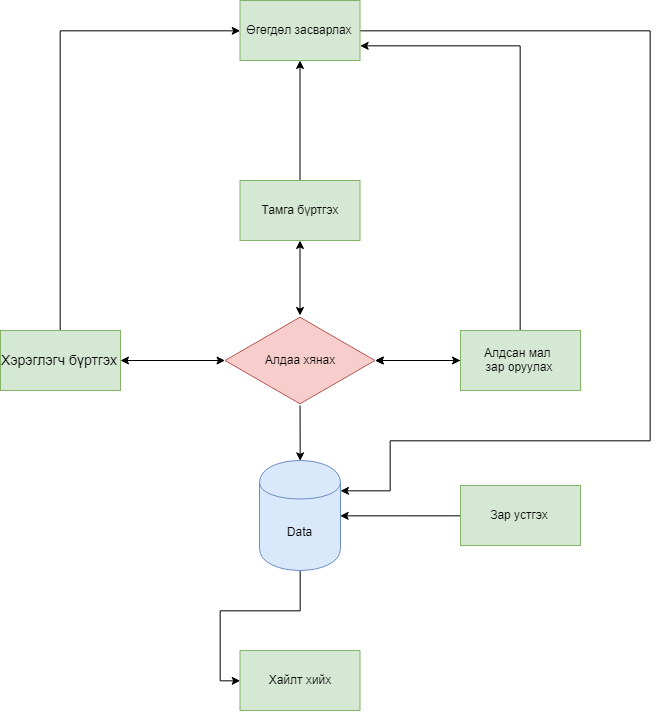 Өгөгдөл засварлах
Тамга бүртгэх
Хэрэглэгч бүртгэх
Алдаа хянах
Алдсан мал
зар оруулах
Data
Зар устгэх
Хайлт хийх